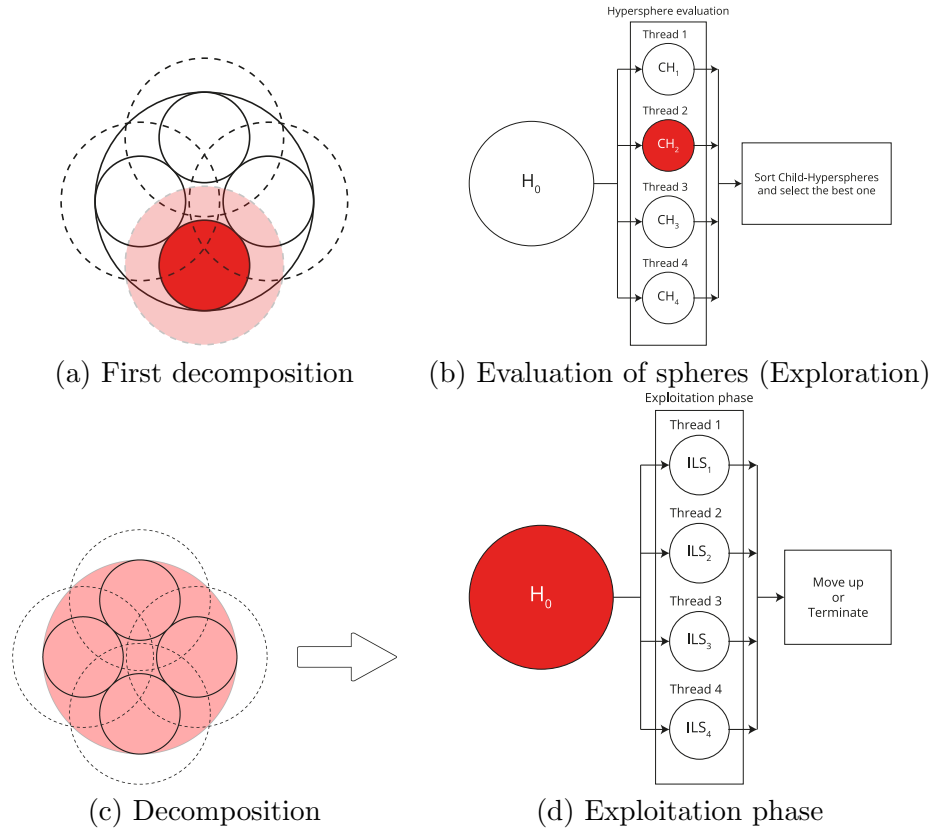 Hypersphere evaluation
Thread 1
CH1
Thread 2
CH2
H0
Sort Child-Hyperspheres
and select the best one
Thread 3
CH3
Thread 4
CH4
(a) First decomposition
(b) Evaluation of spheres (Exploration)
Exploitation phase
Thread 1
ILS1
Thread 2
ILS2
H0
Move up
or
Terminate
Thread 3
ILS3
Thread 4
ILS4
(c) Decomposition
(d) Exploitation phase